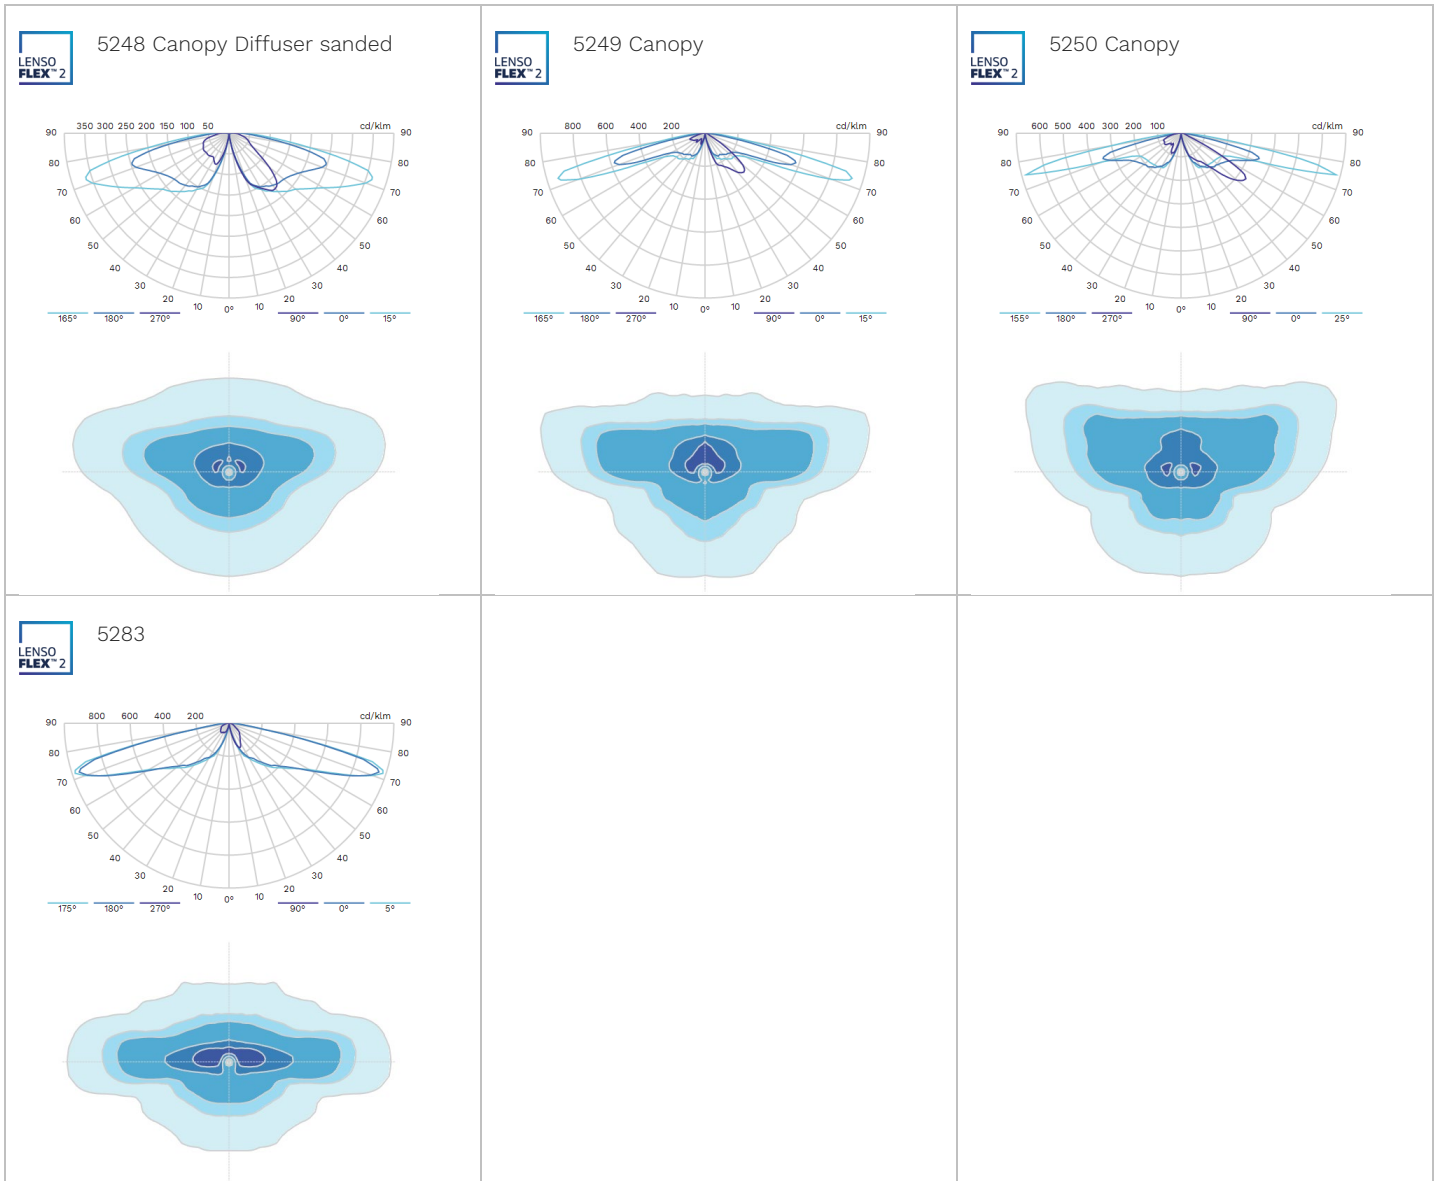 LENSO
FLEX™ 2
5248 Canopy Diffuser sanded
350 300 250 200 150 100 50 cd/klm
90 90
80 80
70 70
60 60
50 50
40 40
30 30
20 20
10 0° 10
165° 180° 270° 90° 0° 15°
LENSO
FLEX™ 2
5249 Canopy
800 600 400 200 cd/klm
90 90
80 80
70 70
60 60
50 50
40 40
30 30
20 20
10 0° 10
165° 180° 270° 90° 0° 15°
LENSO
FLEX™ 2
5250 Canopy
600 500 400 300 200 100 cd/klm
90 90
80 80
70 70
60 60
50 50
40 40
30 30
20 20
10 0° 10
155° 180° 270° 90° 0° 25°
LENSO
FLEX™ 2
5283
800 600 400 200 cd/klm
90 90
80 80
70 70
60 60
50 50
40 40
30 30
20 20
10 0° 10
175° 180° 270° 90° 0° 5°